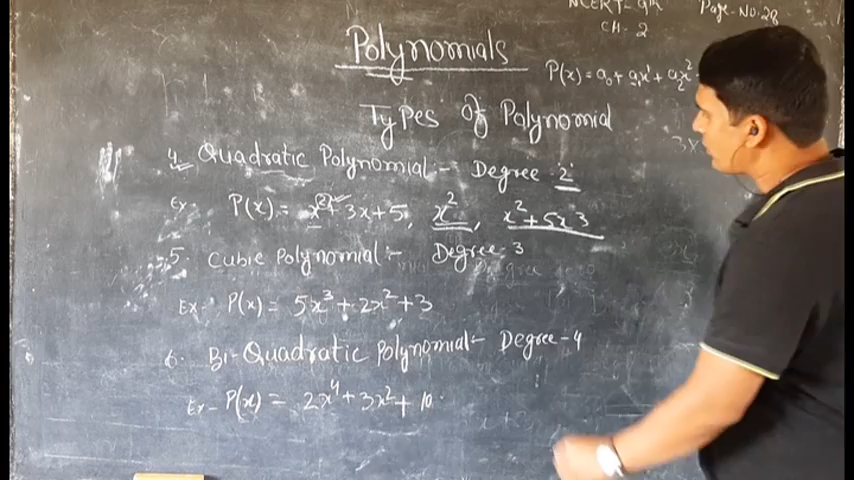 NCERT-9th Page-No.28
CH-2
Polynomials
P(x) = a₀ + a₁x¹ + a₂x²
Types Of Polynomial
3x
4. Quadratic Polynomial:- Degree 2
Ex. P(x) = x² + 3x + 5, x², x² + 5x 3
5. Cubic Polynomial:- Degree-3
Ex- P(x) = 5x³ + 2x² + 3
6. Bi-Quadratic Polynomial- Degree-4
Ex- P(x) = 2x⁴ + 3x² + 10